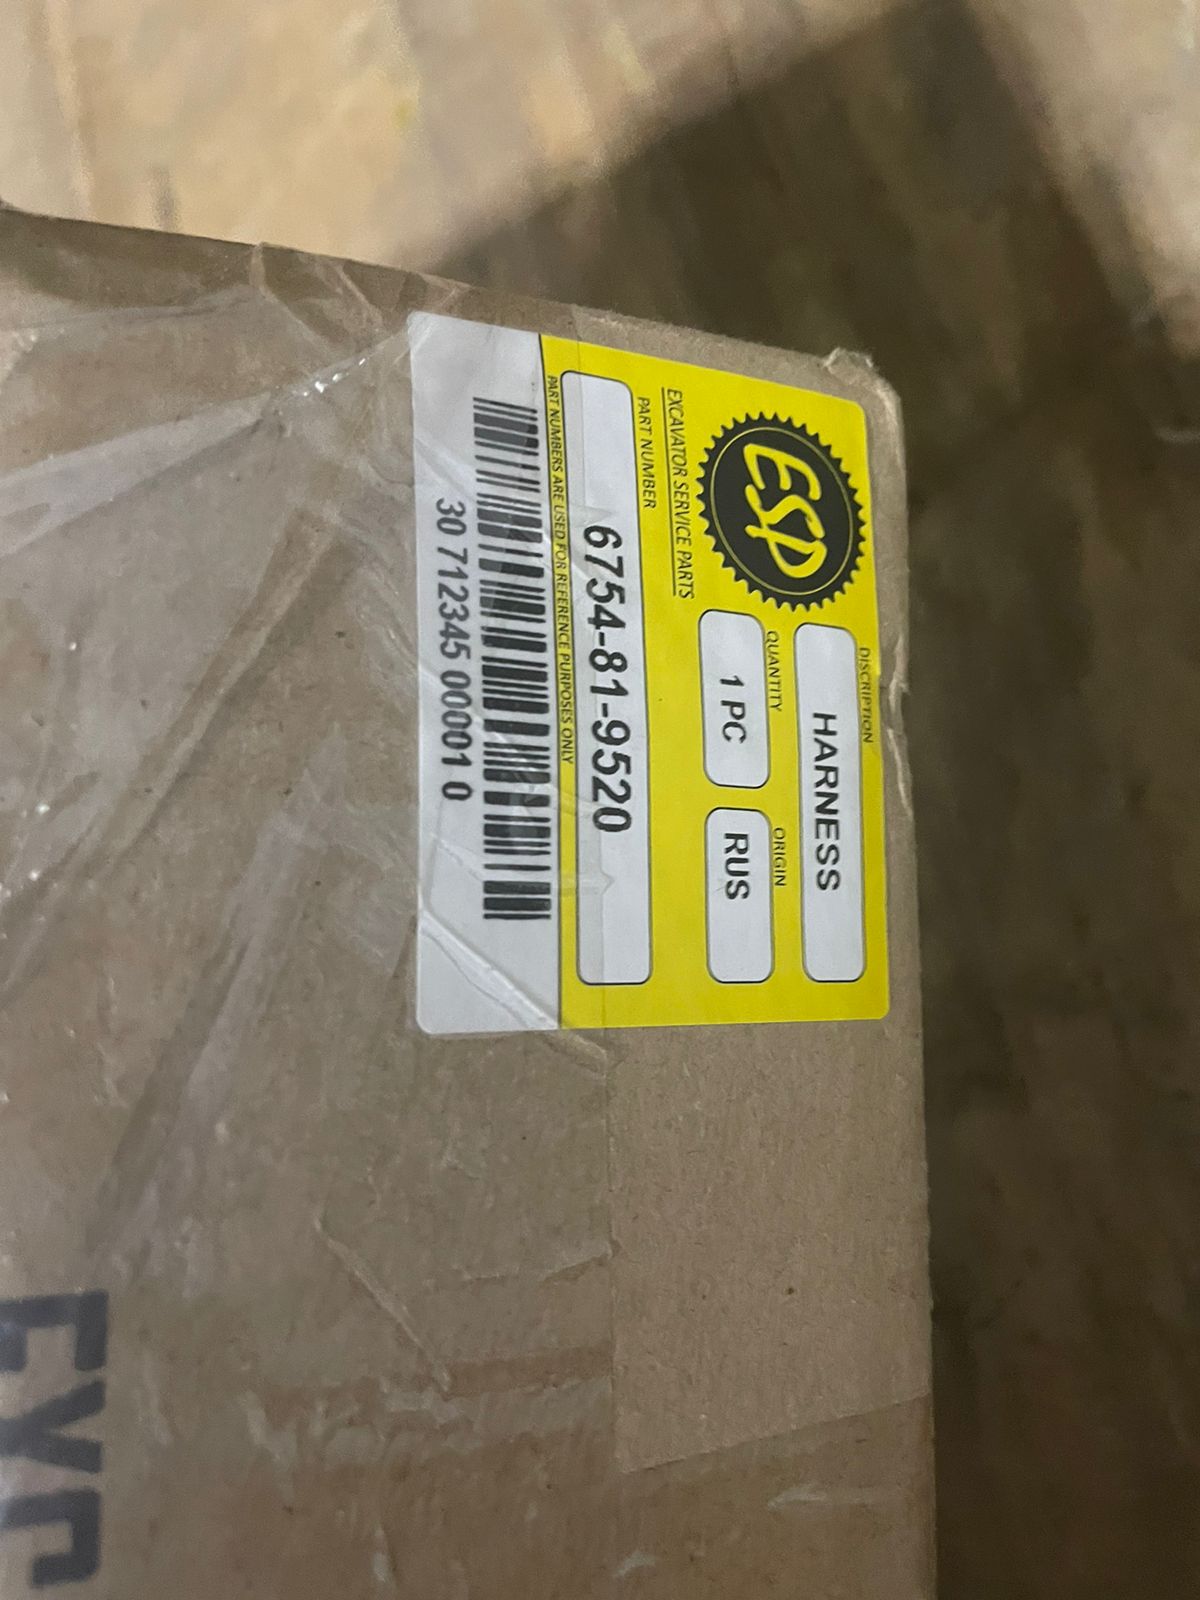 ESP
EXCAVATOR SERVICE PARTS
DISCRIPTION
HARNESS
QUANTITY
1 PC
ORIGIN
RUS
PART NUMBER
6754-81-9520
PART NUMBERS ARE USED FOR REFERENCE PURPOSES ONLY
30 712345 00001 0